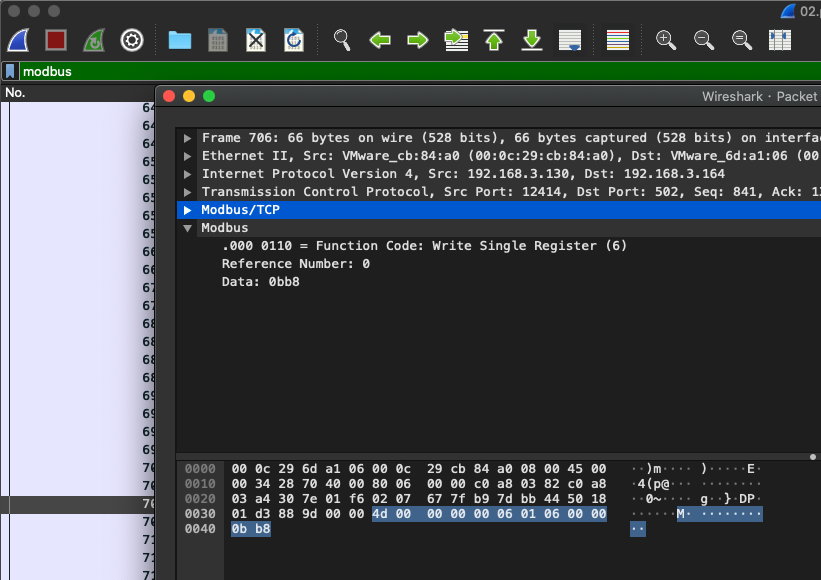 02.
modbus
No.
Wireshark · Packet
64
64
64
65
65
65
65
65
66
66
67
67
68
68
68
68
69
69
69
69
70
70
70
70
71
71
71
Frame 706: 66 bytes on wire (528 bits), 66 bytes captured (528 bits) on interfa
Ethernet II, Src: VMware_cb:84:a0 (00:0c:29:cb:84:a0), Dst: VMware_6d:a1:06 (00
Internet Protocol Version 4, Src: 192.168.3.130, Dst: 192.168.3.164
Transmission Control Protocol, Src Port: 12414, Dst Port: 502, Seq: 841, Ack: 1
Modbus/TCP
Modbus
.000 0110 = Function Code: Write Single Register (6)
Reference Number: 0
Data: 0bb8
0000 00 0c 29 6d a1 06 00 0c 29 cb 84 a0 08 00 45 00 ··)m···· )·····E·
0010 00 34 28 70 40 00 80 06 00 00 c0 a8 03 82 c0 a8 ·4(p@··· ········
0020 03 a4 30 7e 01 f6 02 07 67 7f b9 7d bb 44 50 18 ··0~···· g··}·DP·
0030 01 d3 88 9d 00 00 4d 00 00 00 00 06 01 06 00 00 ······M· ········
0040 0b b8 ··